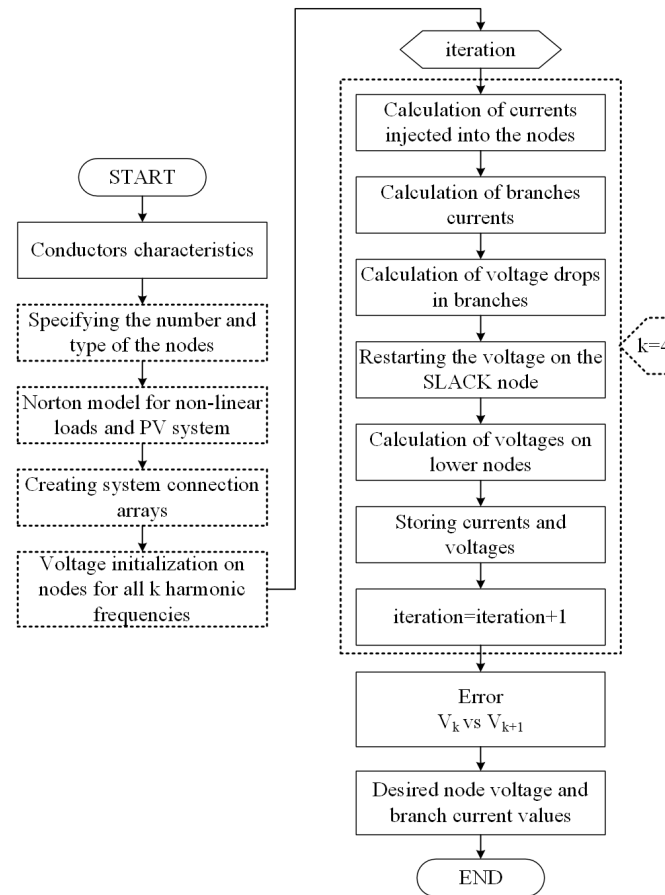 START
Conductors characteristics
Specifying the number and
type of the nodes
Norton model for non-linear
loads and PV system
Creating system connection
arrays
Voltage initialization on
nodes for all k harmonic
frequencies
iteration
Calculation of currents
injected into the nodes
Calculation of branches
currents
Calculation of voltage drops
in branches
Restarting the voltage on the
SLACK node
Calculation of voltages on
lower nodes
Storing currents and
voltages
iteration=iteration+1
k=4
Error
Vk vs Vk+1
Desired node voltage and
branch current values
END